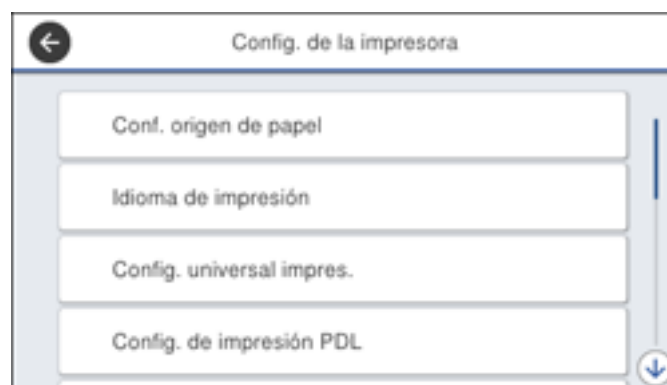 Config. de la impresora
Conf. origen de papel
Idioma de impresión
Config. universal impres.
Config. de impresión PDL